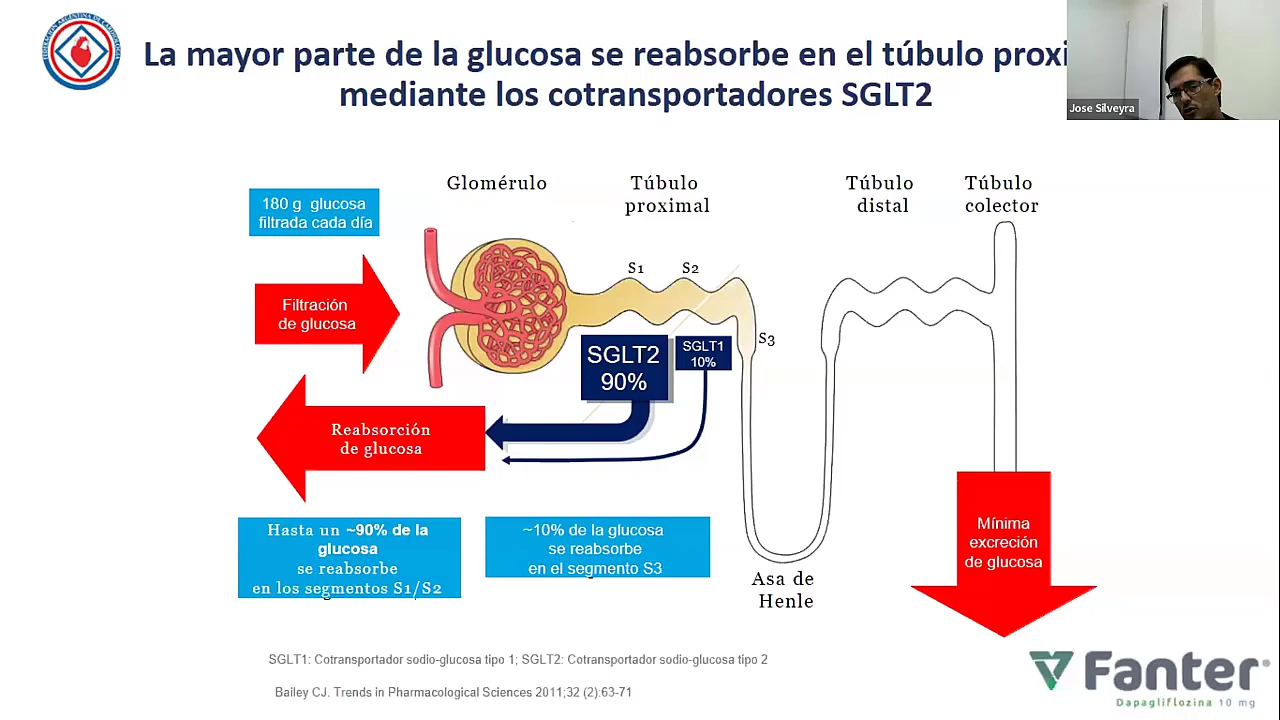 La mayor parte de la glucosa se reabsorbe en el túbulo proxi
mediante los cotransportadores SGLT2
Jose Silveyra
Glomérulo
Túbulo
proximal
Túbulo
distal
Túbulo
colector
180 g glucosa
filtrada cada día
S1
S2
Filtración
de glucosa
S3
SGLT2
90%
SGLT1
10%
Reabsorción
de glucosa
Hasta un ~90% de la
glucosa
se reabsorbe
en los segmentos S1/S2
~10% de la glucosa
se reabsorbe
en el segmento S3
Mínima
excreción
de glucosa
Asa de
Henle
SGLT1: Cotransportador sodio-glucosa tipo 1; SGLT2: Cotransportador sodio-glucosa tipo 2
Bailey CJ. Trends in Pharmacological Sciences 2011;32 (2):63-71
Fanter®
Dapagliflozina 10 mg